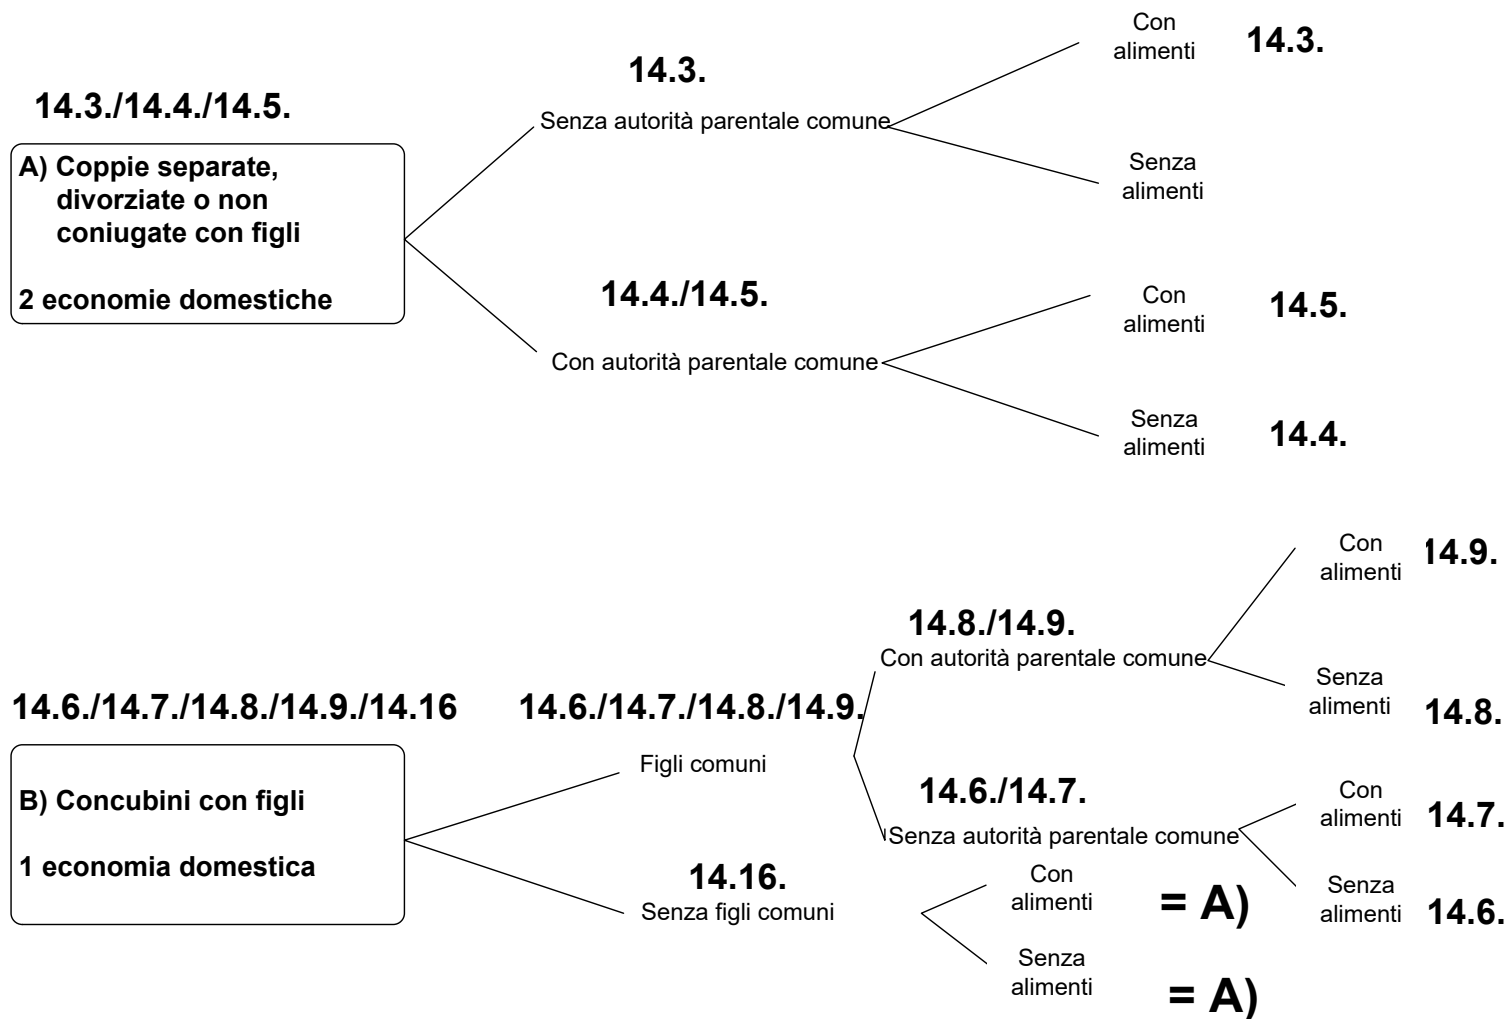 Con
alimenti
14.3.
14.3.
14.3./14.4./14.5.
Senza autorità parentale comune
A) Coppie separate,
divorziate o non
coniugate con figli
2 economie domestiche
Senza
alimenti
14.4./14.5.
Con
alimenti
14.5.
Con autorità parentale comune
Senza
alimenti
14.4.
Con
alimenti
14.9.
14.8./14.9.
Con autorità parentale comune
Senza
alimenti
14.8.
14.6./14.7./14.8./14.9./14.16
14.6./14.7./14.8./14.9.
Figli comuni
B) Concubini con figli
1 economia domestica
14.6./14.7.
Senza autorità parentale comune
Con
alimenti
14.7.
Senza
alimenti
14.6.
14.16.
Senza figli comuni
Con
alimenti
= A)
Senza
alimenti
= A)